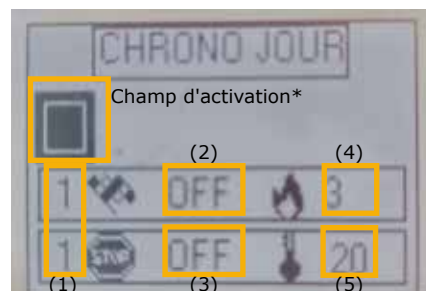 CHRONO JOUR
Champ d'activation*
(2) (4)
1 OFF 3
1 STOP OFF 20
(1) (3) (5)